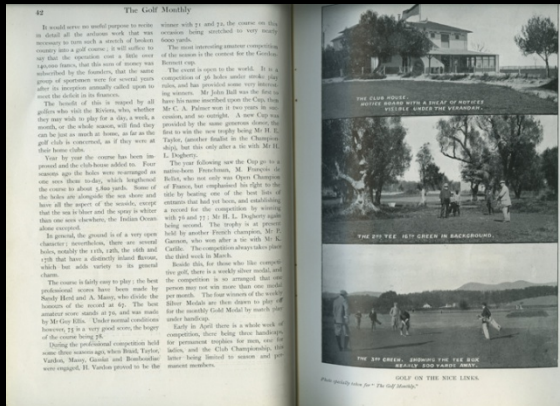 42
The Golf Monthly
It would serve no useful purpose to recite
in detail all the arduous work that was
necessary to turn such a stretch of broken
country into a golf course; it will suffice to
say that the operation cost a little over
francs, that this sum of money was
subscribed by the founders, that the same
group of sportsmen were for several years
after its inception annually called upon to
meet the deficit in its finances.
The benefit of this is reaped by all
golfers who visit the Riviera, who, whether
they may wish to play for a day, a week, a
month, or the whole season, will find they
can be just as much at home, as far as the
golf club is concerned, as if they were at
their home clubs.
Year by year the course has been im-
proved and the club-house added to. Four
seasons ago the holes were rearranged as
one sees them to-day, which lengthened
the course to about yards. Some of
the holes are alongside the sea shore and
have all the aspect of the seaside, except
that the sea is bluer and the spray is whiter
than one sees elsewhere, the Indian Ocean
alone excepted.
In general, the ground is of a very open
character; nevertheless, there are several
holes, notably the 11th, 12th, the 16th and
17th that have a distinctly inland flavour,
which but adds variety to its general
charm.
The course is fairly easy to play: the best
professional scores have been made by
Sandy Herd and A. Massy, who divide the
honours of the record at 67. The best
amateur score stands at 70, and was made
by Mr Guy Ellis. Under normal conditions
however, 75 is a very good score, the bogey
of the course being 78.
During the professional competition held
some three seasons ago, when Braid, Taylor,
Vardon, Massy, Gassiat and Bomboudiac
were engaged, H. Vardon proved to be the
winner with 71 and 72, the course on this
occasion being stretched to very nearly
6000 yards.
The most interesting amateur competition
of the season is the contest for the Gordon-
Bennett cup.
The event is open to the world. It is a
competition of 36 holes under stroke play
rules, and has provided some very interest-
ing winners. Mr John Ball was the first to
have his name inscribed upon the Cup, then
Mr C. A. Palmer won it two years in suc-
cession, and so outright. A new Cup was
provided by the same generous donor, the
first to win the new trophy being Mr H. E.
Taylor, (another finalist in the Champion-
ship), but this only after a tie with Mr H.
L. Dogherty.
The year following saw the Cup go to a
native-born Frenchman, M. François de
Bellet, who not only was Open Champion
of France, but emphasised his right to the
title by beating one of the best lists of
entrants that had yet been, and establishing
a record for the competition by winning
with 76 and 77; Mr H. L. Dogherty again
being second. The trophy is at present
held by another French champion, M. P.
Gannon, who won after a tie with Mr K.
Carlile. The competition always takes place
the third week in March.
Beside this, for those who like competi-
tive golf, there is a weekly silver medal, and
the competition is so arranged that one
person may not win more than one medal
per month. The four winners of the weekly
Silver Medals are then drawn to play off
for the monthly Gold Medal by match play
under handicap.
Early in April there is a whole week of
competition, there being three handicaps
for permanent trophies for men, one for
ladies, and the Club Championship, the
latter being limited to season and per-
manent members.
THE CLUB HOUSE.
NOTICE BOARD WITH A SHEAF OF NOTICES
VISIBLE UNDER THE VERANDAH.
THE 2ND TEE 16TH GREEN IN BACKGROUND.
THE 3RD GREEN. SHOWING THE TEE BOX
NEARLY 200 YARDS AWAY.
GOLF ON THE NICE LINKS.
Photo specially taken for "The Golf Monthly."